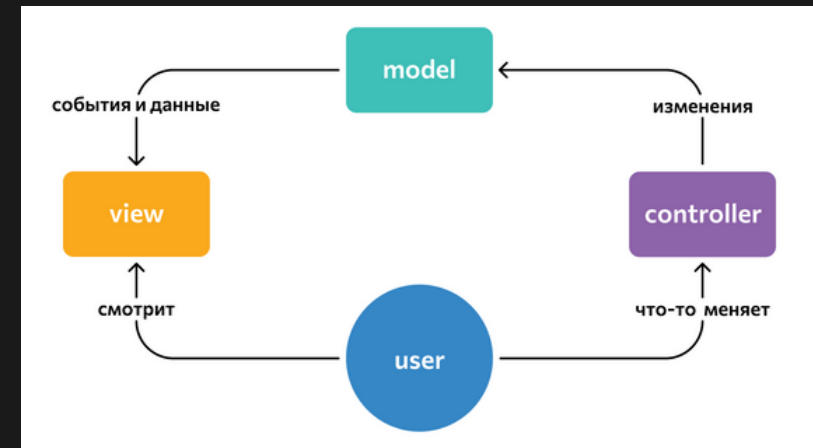 model
события и данные
изменения
view
controller
смотрит
что-то меняет
user